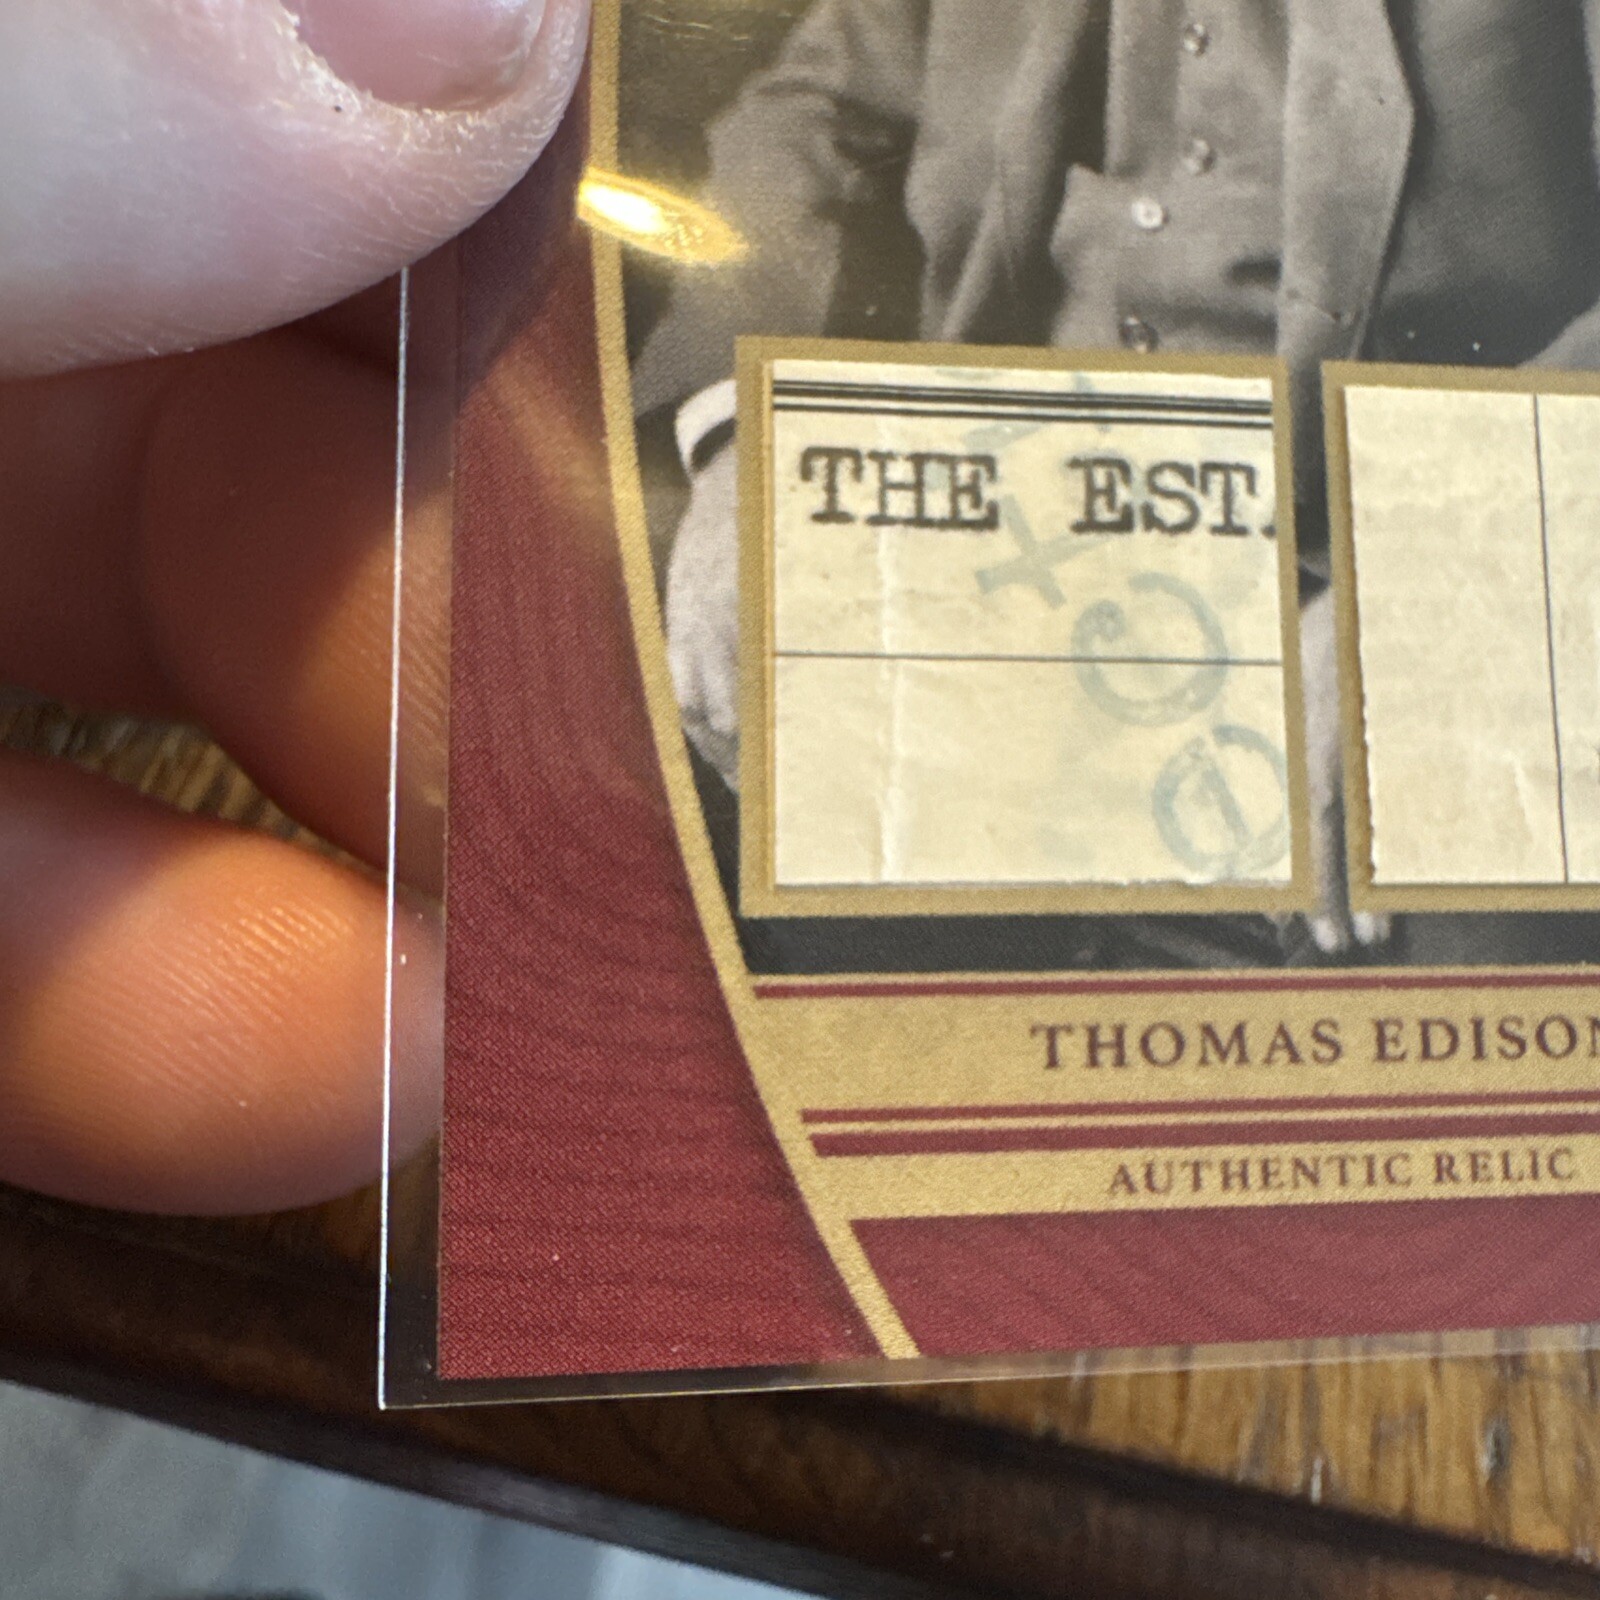 THE EST
THOMAS EDISON
AUTHENTIC RELIC